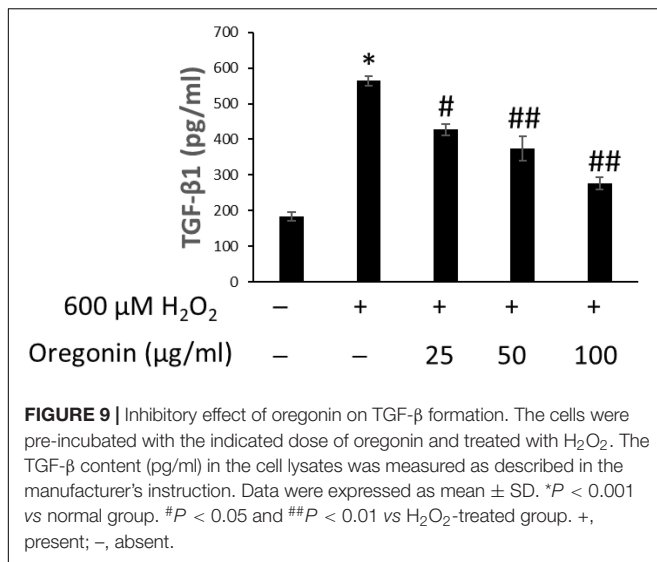 TGF-β1 (pg/ml)
800
700
600
500
400
300
200
100
0
*
#
##
##
600 µM H₂O₂ – + + + +
Oregonin (µg/ml) – – 25 50 100
FIGURE 9 | Inhibitory effect of oregonin on TGF-β formation. The cells were
pre-incubated with the indicated dose of oregonin and treated with H₂O₂. The
TGF-β content (pg/ml) in the cell lysates was measured as described in the
manufacturer's instruction. Data were expressed as mean ± SD. *P < 0.001
vs normal group. #P < 0.05 and ##P < 0.01 vs H₂O₂-treated group. +,
present; –, absent.